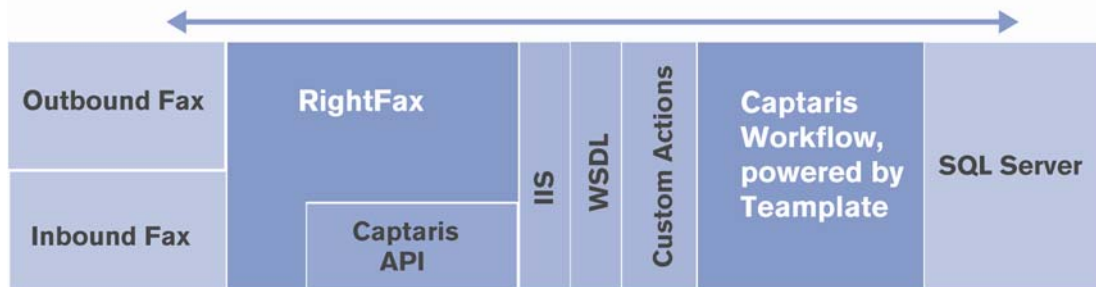 Outbound Fax
Inbound Fax
RightFax
Captaris
API
IIS
WSDL
Custom Actions
Captaris
Workflow,
powered by
Teamplate
SQL Server